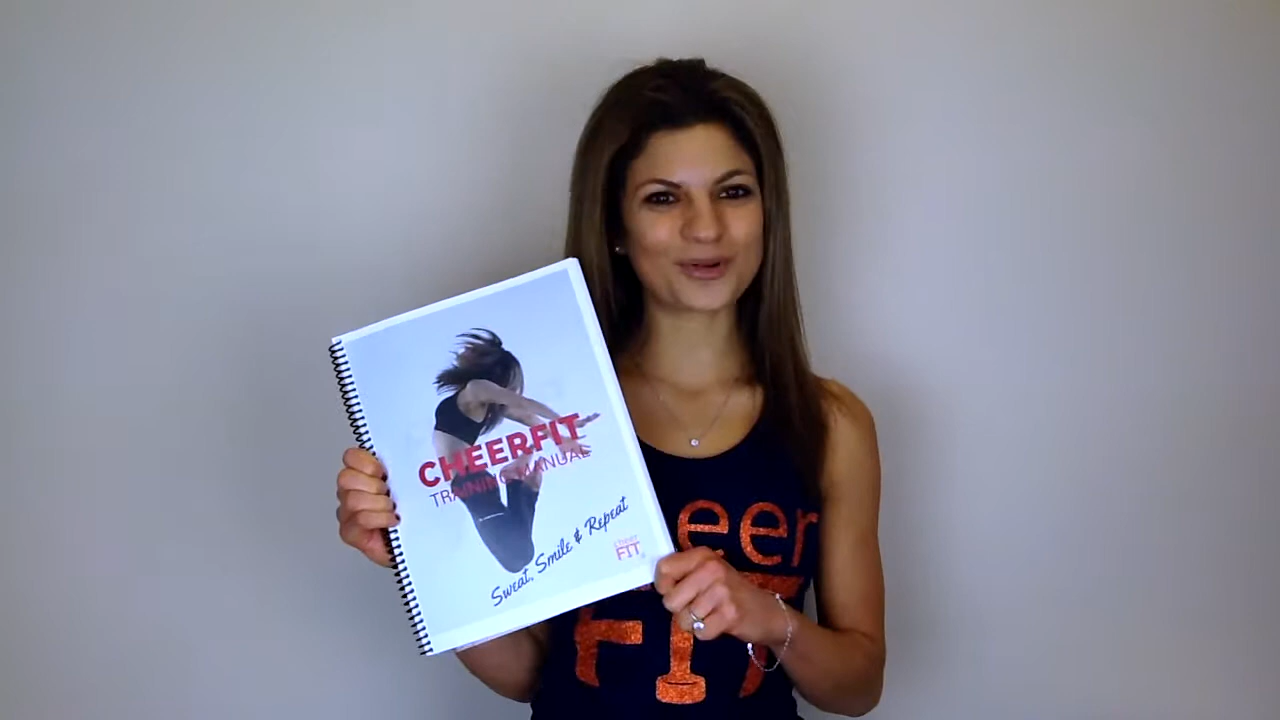 CHEERFIT
TRAINING MANUAL
Sweat, Smile & Repeat
cheer
FIT
eer
FIT